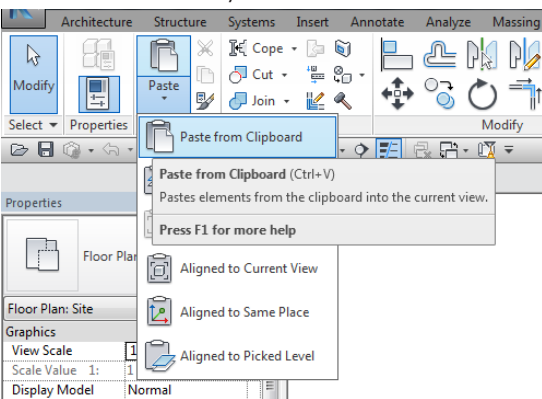 Architecture Structure Systems Insert Annotate Analyze Massing
Modify Paste Cope
Cut
Join
Select Properties Modify
Paste from Clipboard
Paste from Clipboard (Ctrl+V)
Pastes elements from the clipboard into the current view.
Press F1 for more help
Properties
Floor Plan
Aligned to Current View
Floor Plan: Site
Aligned to Same Place
Graphics
View Scale
Scale Value 1: 1
Aligned to Picked Level
Display Model Normal